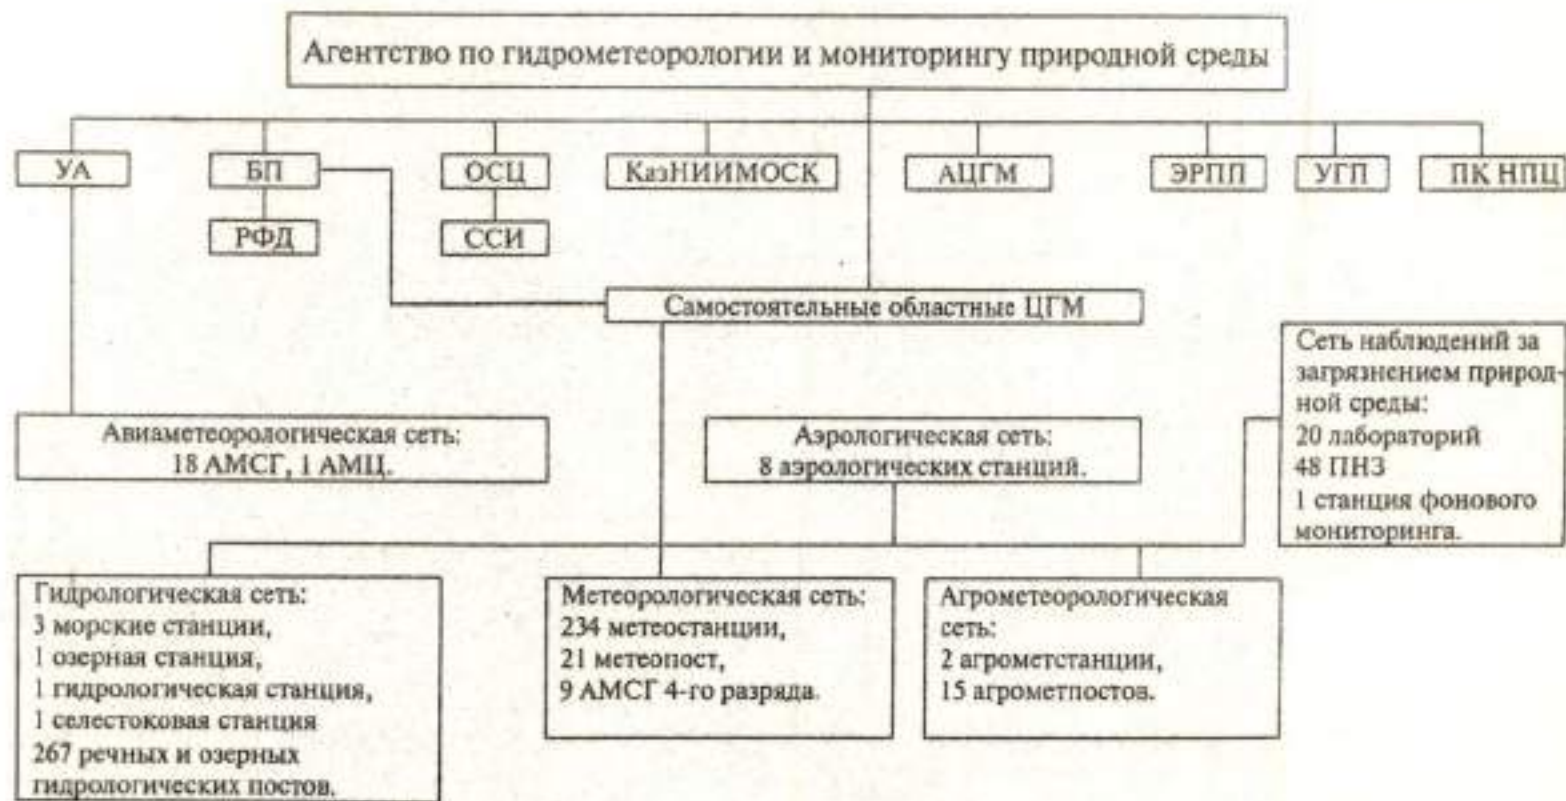 Агентство по гидрометеорологии и мониторингу природной среды
УА
БП
ОСЦ
КазНИИМОСК
АЦГМ
ЭРПП
УГП
ПК НПЦ
РФД
ССИ
Самостоятельные областные ЦГМ
Сеть наблюдений за
загрязнением природ-
ной среды:
20 лабораторий
48 ПНЗ
1 станция фонового
мониторинга.
Авиаметеорологическая сеть:
18 АМСГ, 1 АМЦ.
Аэрологическая сеть:
8 аэрологических станций.
Гидрологическая сеть:
3 морские станции,
1 озерная станция,
1 гидрологическая станция,
1 селестоковая станция
267 речных и озерных
гидрологических постов.
Метеорологическая сеть:
234 метеостанции,
21 метеопост,
9 АМСГ 4-го разряда.
Агрометеорологическая
сеть:
2 агрометстанции,
15 агрометпостов.